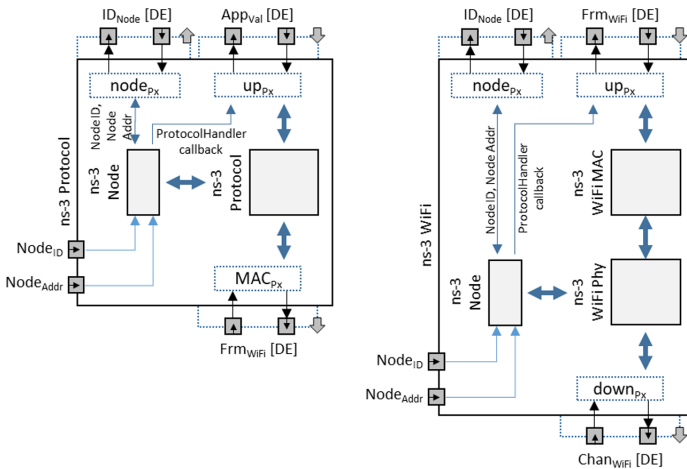 ID_Node [DE]
App_Val [DE]
node_Px
up_Px
Node ID,
Node
Addr
ProtocolHandler
callback
ns-3 Protocol
ns-3
Node
ns-3
Protocol
Node_ID
Node_Addr
MAC_Px
Frm_WiFi [DE]
ID_Node [DE]
Frm_WiFi [DE]
node_Px
up_Px
Node ID, Node Addr
ProtocolHandler
callback
ns-3
WiFi MAC
ns-3 WiFi
ns-3
Node
ns-3
WiFi Phy
Node_ID
Node_Addr
down_Px
Chan_WiFi [DE]